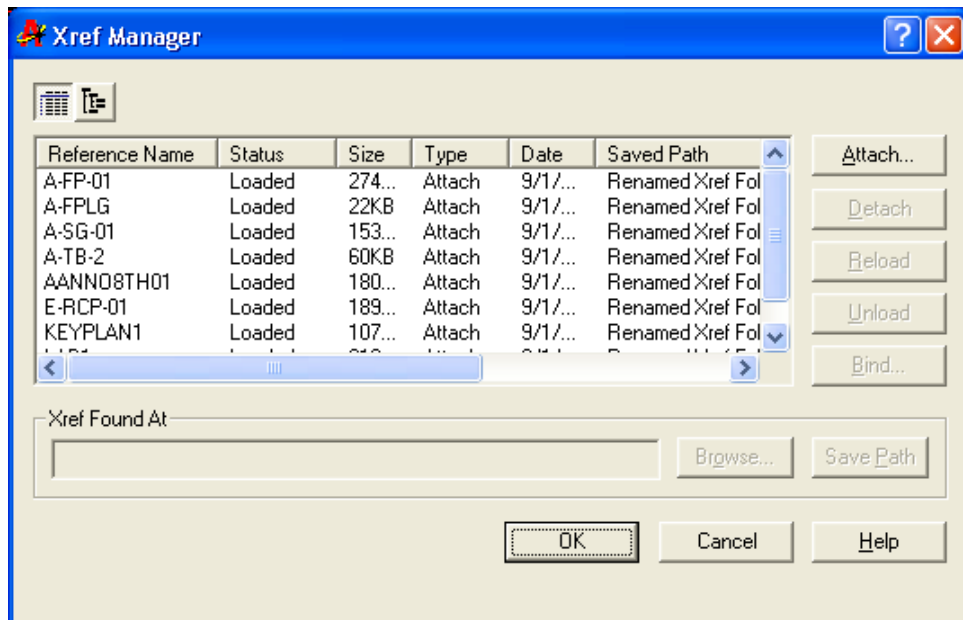 Xref Manager
Reference Name Status Size Type Date Saved Path
A-FP-01 Loaded 274... Attach 9/1/... Renamed Xref Fol
A-FPLG Loaded 22KB Attach 9/1/... Renamed Xref Fol
A-SG-01 Loaded 153... Attach 9/1/... Renamed Xref Fol
A-TB-2 Loaded 60KB Attach 9/1/... Renamed Xref Fol
AANNO8TH01 Loaded 180... Attach 9/1/... Renamed Xref Fol
E-RCP-01 Loaded 189... Attach 9/1/... Renamed Xref Fol
KEYPLAN1 Loaded 107... Attach 9/1/... Renamed Xref Fol
Attach...
Detach
Reload
Unload
Bind...
Xref Found At
Browse... Save Path
OK Cancel Help